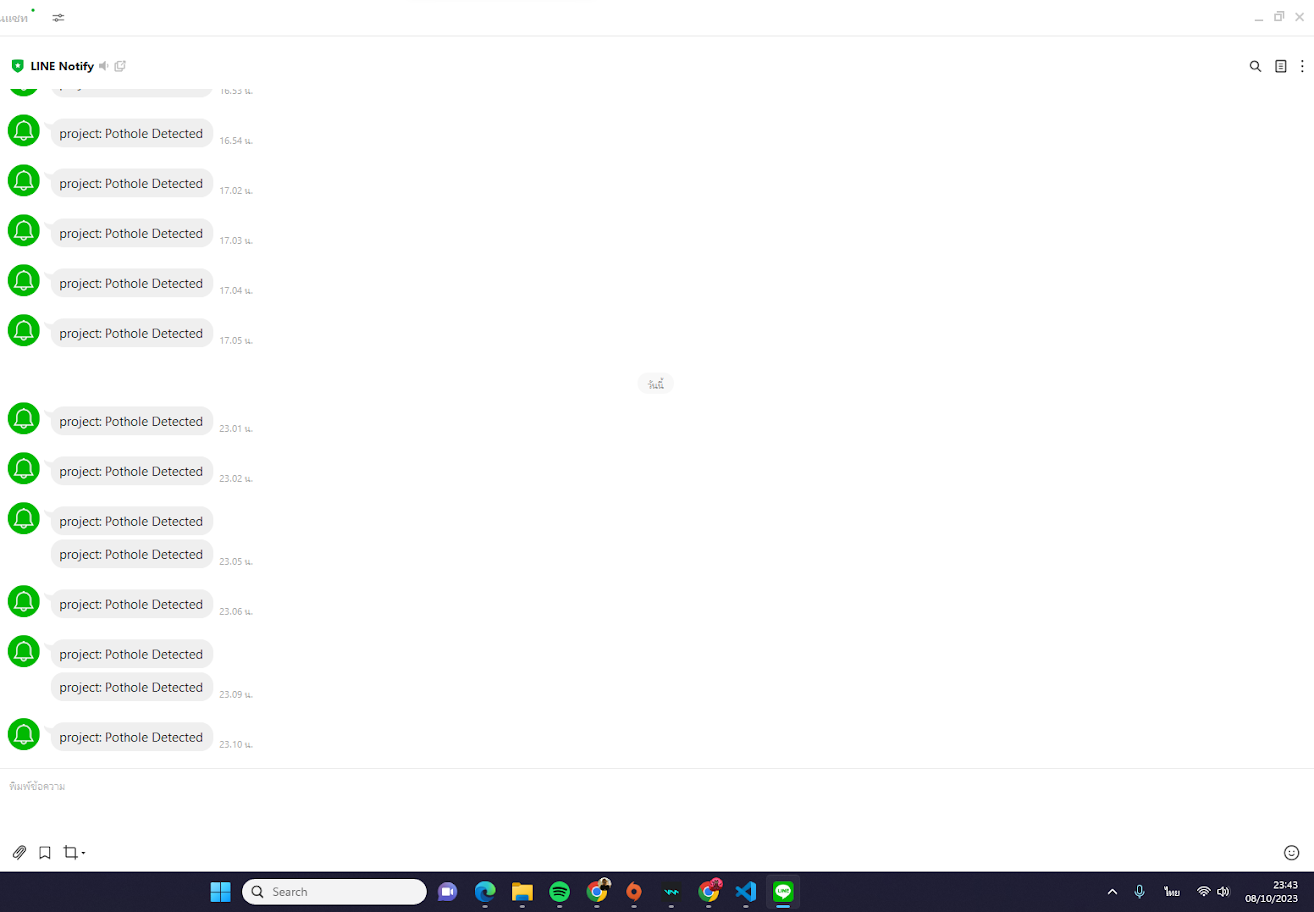 LINE Notify
16.53 น.
project: Pothole Detected
16.54 น.
project: Pothole Detected
17.02 น.
project: Pothole Detected
17.03 น.
project: Pothole Detected
17.04 น.
project: Pothole Detected
17.05 น.
วันนี้
project: Pothole Detected
23.01 น.
project: Pothole Detected
23.02 น.
project: Pothole Detected
project: Pothole Detected
23.05 น.
project: Pothole Detected
23.06 น.
project: Pothole Detected
project: Pothole Detected
23.09 น.
project: Pothole Detected
23.10 น.
พิมพ์ข้อความ
Search
LINE
ไทย
23:43
08/10/2023